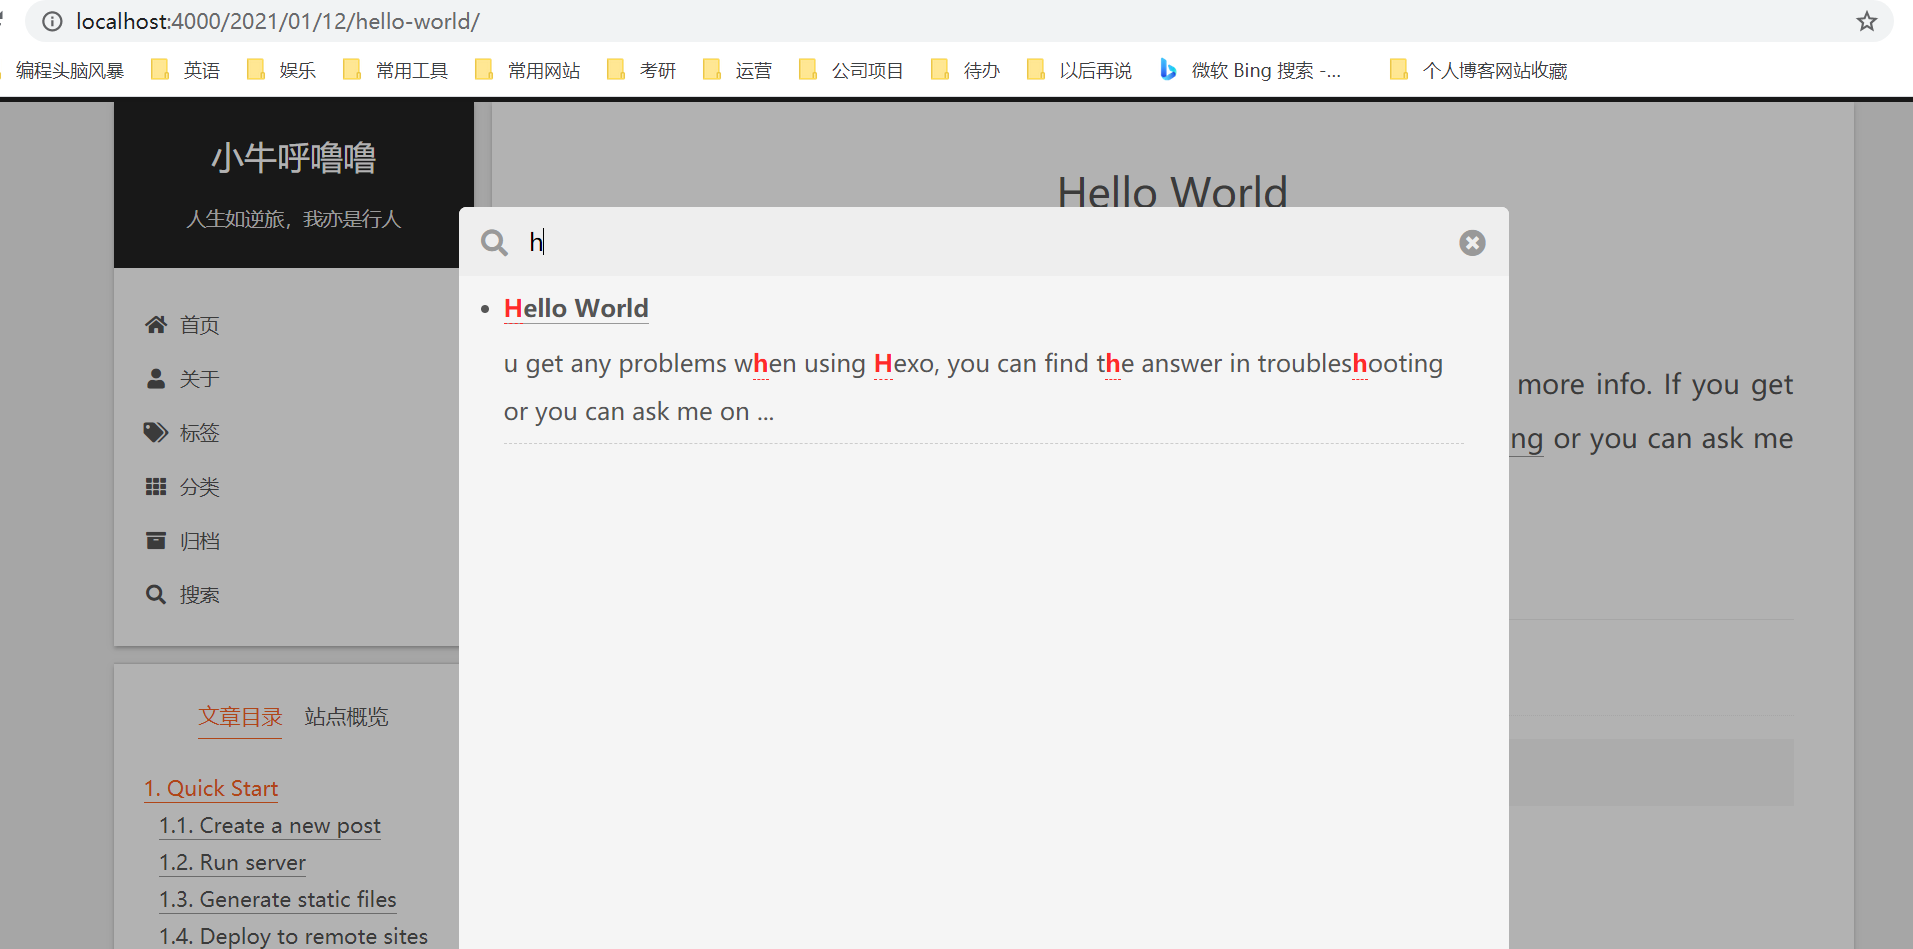 localhost:4000/2021/01/12/hello-world/
编程头脑风暴 英语 娱乐 常用工具 常用网站 考研 运营 公司项目 待办 以后再说 微软 Bing 搜索 -... 个人博客网站收藏
小牛呼噜噜
人生如逆旅，我亦是行人
首页
关于
标签
分类
归档
搜索
文章目录 站点概览
1. Quick Start
1.1. Create a new post
1.2. Run server
1.3. Generate static files
1.4. Deploy to remote sites
Hello World
h
Hello World
u get any problems when using Hexo, you can find the answer in troubleshooting
or you can ask me on ...
more info. If you get
ng or you can ask me